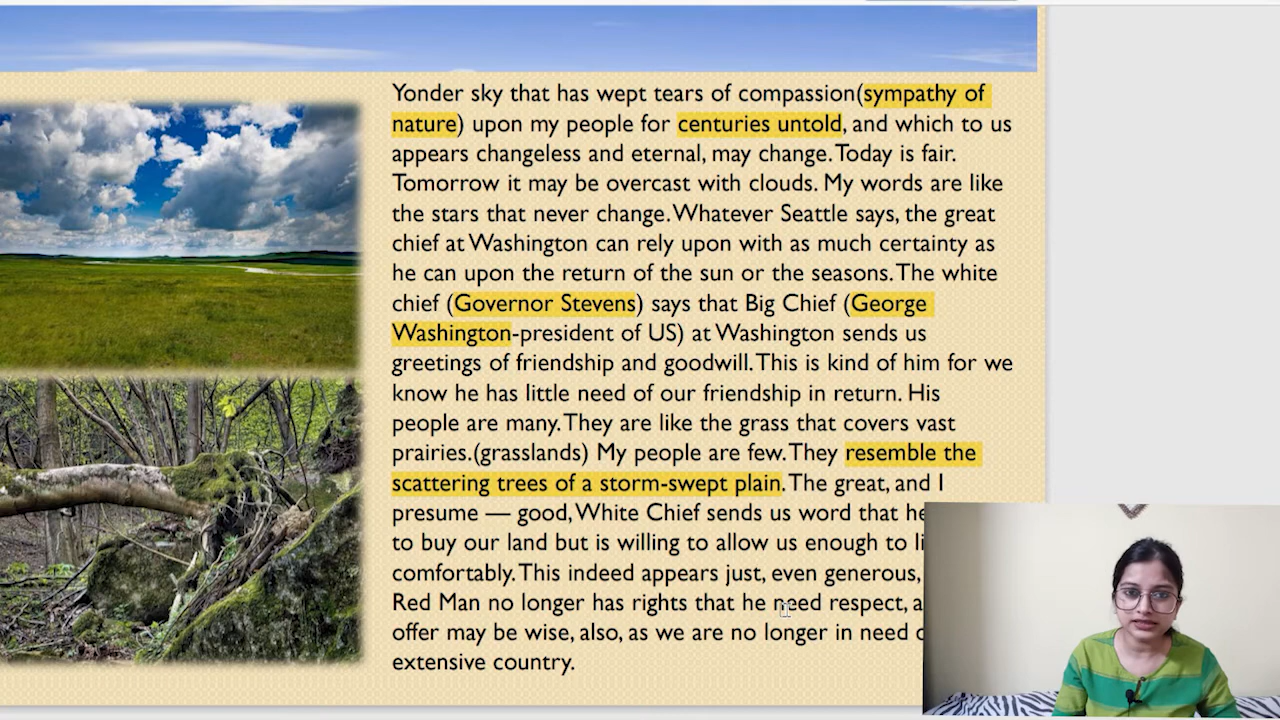 Yonder sky that has wept tears of compassion(sympathy of
nature) upon my people for centuries untold, and which to us
appears changeless and eternal, may change. Today is fair.
Tomorrow it may be overcast with clouds. My words are like
the stars that never change. Whatever Seattle says, the great
chief at Washington can rely upon with as much certainty as
he can upon the return of the sun or the seasons. The white
chief (Governor Stevens) says that Big Chief (George
Washington-president of US) at Washington sends us
greetings of friendship and goodwill. This is kind of him for we
know he has little need of our friendship in return. His
people are many. They are like the grass that covers vast
prairies.(grasslands) My people are few. They resemble the
scattering trees of a storm-swept plain. The great, and I
presume — good, White Chief sends us word that he
to buy our land but is willing to allow us enough to
comfortably. This indeed appears just, even generous,
Red Man no longer has rights that he need respect,
offer may be wise, also, as we are no longer in need
extensive country.